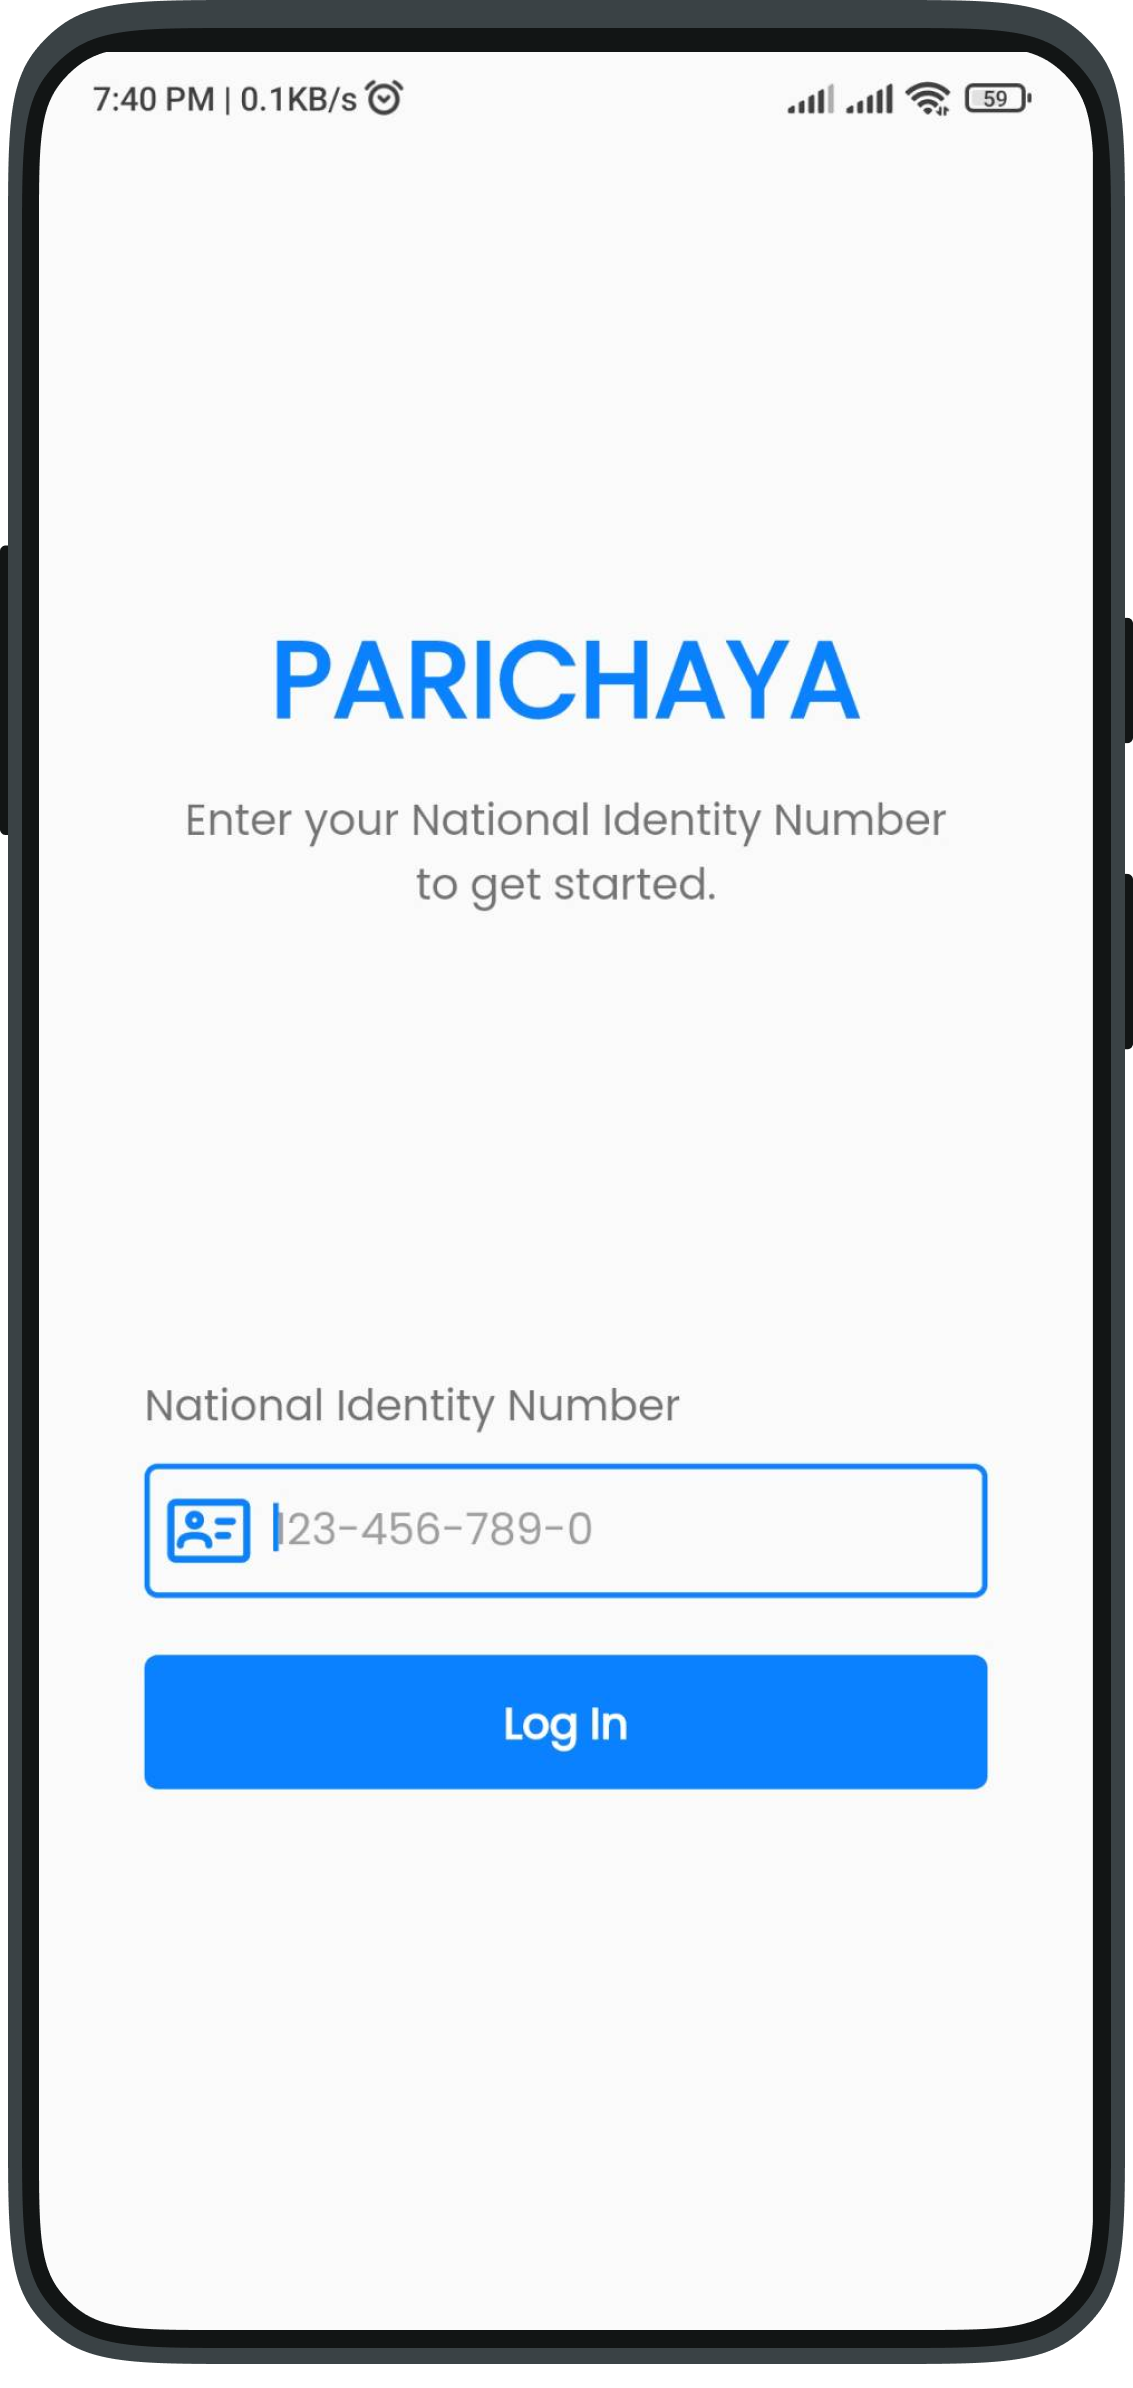 7:40 PM | 0.1KB/s 59
PARICHAYA
Enter your National Identity Number
to get started.
National Identity Number
123-456-789-0
Log In